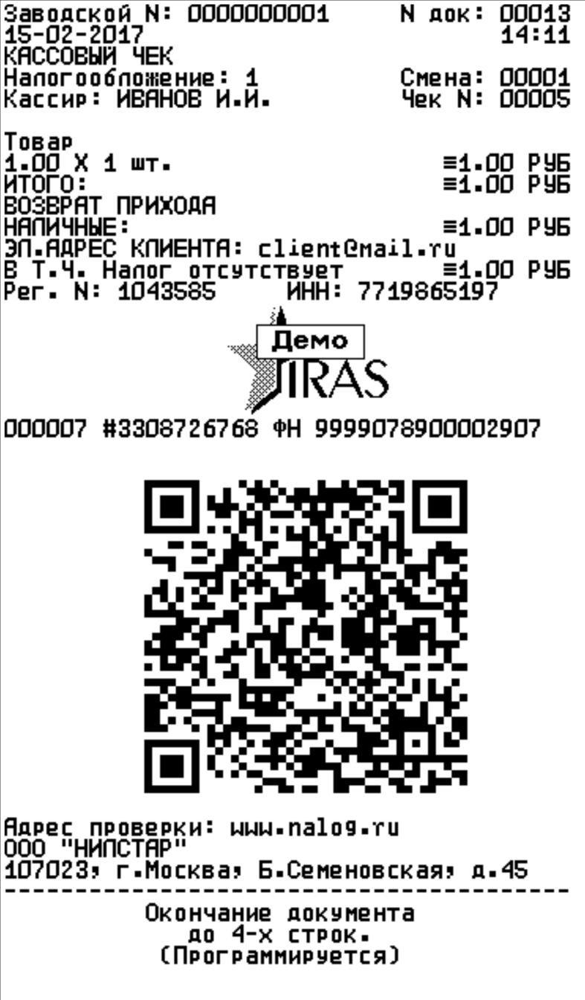 Заводской N: 0000000001 N док: 00013
15-02-2017 14:11
КАССОВЫЙ ЧЕК
Налогообложение: 1 Смена: 00001
Кассир: ИВАНОВ И.И. Чек N: 00005
Товар
1.00 X 1 шт. ≡1.00 РУБ
ИТОГО: ≡1.00 РУБ
ВОЗВРАТ ПРИХОДА
НАЛИЧНЫЕ: ≡1.00 РУБ
ЭЛ.АДРЕС КЛИЕНТА: client@mail.ru
В Т.Ч. Налог отсутствует ≡1.00 РУБ
Рег. N: 1043585 ИНН: 7719865197
Демо
IRAS
000007 #3308726768 ФН 9999078900002907
Адрес проверки: www.nalog.ru
ООО "НИПСТАР"
107023, г.Москва, Б.Семеновская, д.45
----------------------------------------
Окончание документа
до 4-х строк.
(Программируется)